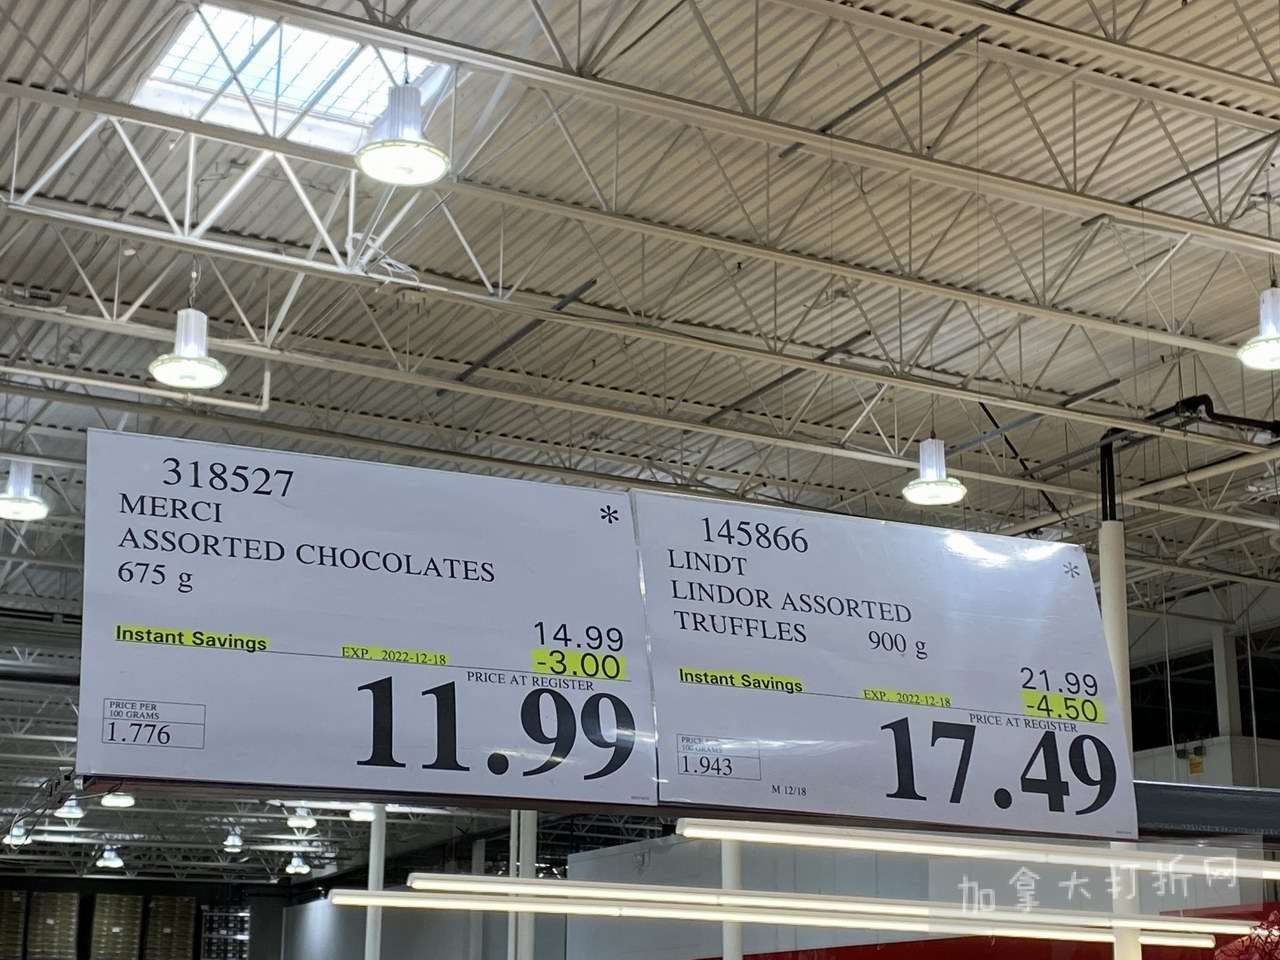 318527
*
MERCI
ASSORTED CHOCOLATES
675 g
14.99
Instant Savings EXP. 2022-12-18 -3.00
PRICE AT REGISTER
PRICE PER
100 GRAMS
1.776
11.99
145866
*
LINDT
LINDOR ASSORTED
TRUFFLES 900 g
21.99
Instant Savings EXP. 2022-12-18 -4.50
PRICE AT REGISTER
PRICE PER
100 GRAMS
1.943
M 12/18
17.49
加拿大打折网